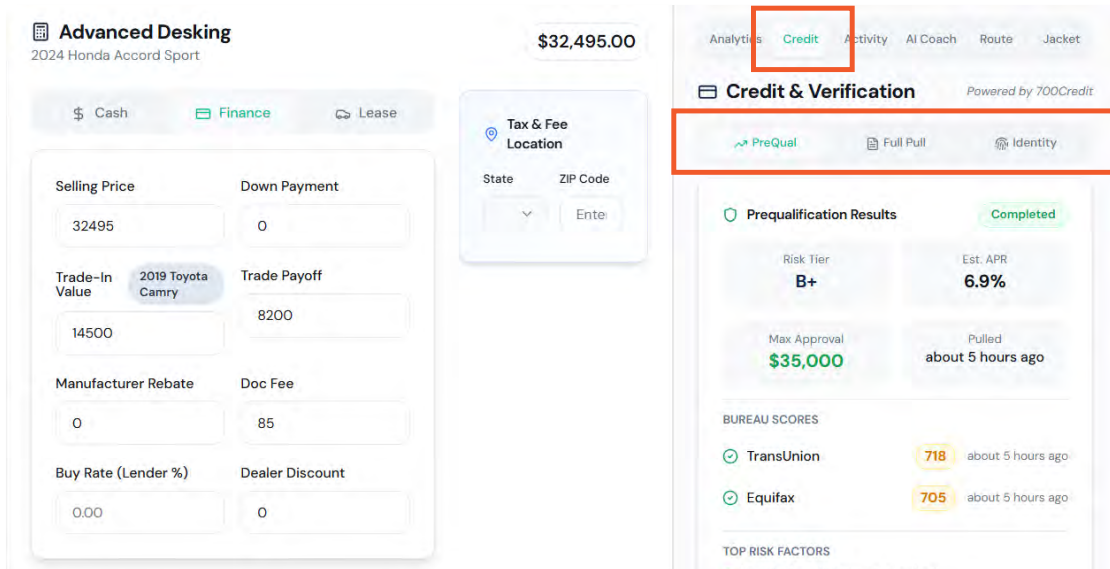 Advanced Desking
2024 Honda Accord Sport
$32,495.00
$ Cash
Finance
Lease
Selling Price
Down Payment
32495
0
Trade-In
Value
2019 Toyota
Camry
Trade Payoff
14500
8200
Manufacturer Rebate
Doc Fee
0
85
Buy Rate (Lender %)
Dealer Discount
0.00
0
Tax & Fee
Location
State
ZIP Code
Ente
Analytics
Credit
Activity
AI Coach
Route
Jacket
Credit & Verification
Powered by 700Credit
PreQual
Full Pull
Identity
Prequalification Results
Completed
Risk Tier
B+
Est. APR
6.9%
Max Approval
$35,000
Pulled
about 5 hours ago
BUREAU SCORES
TransUnion
718
about 5 hours ago
Equifax
705
about 5 hours ago
TOP RISK FACTORS